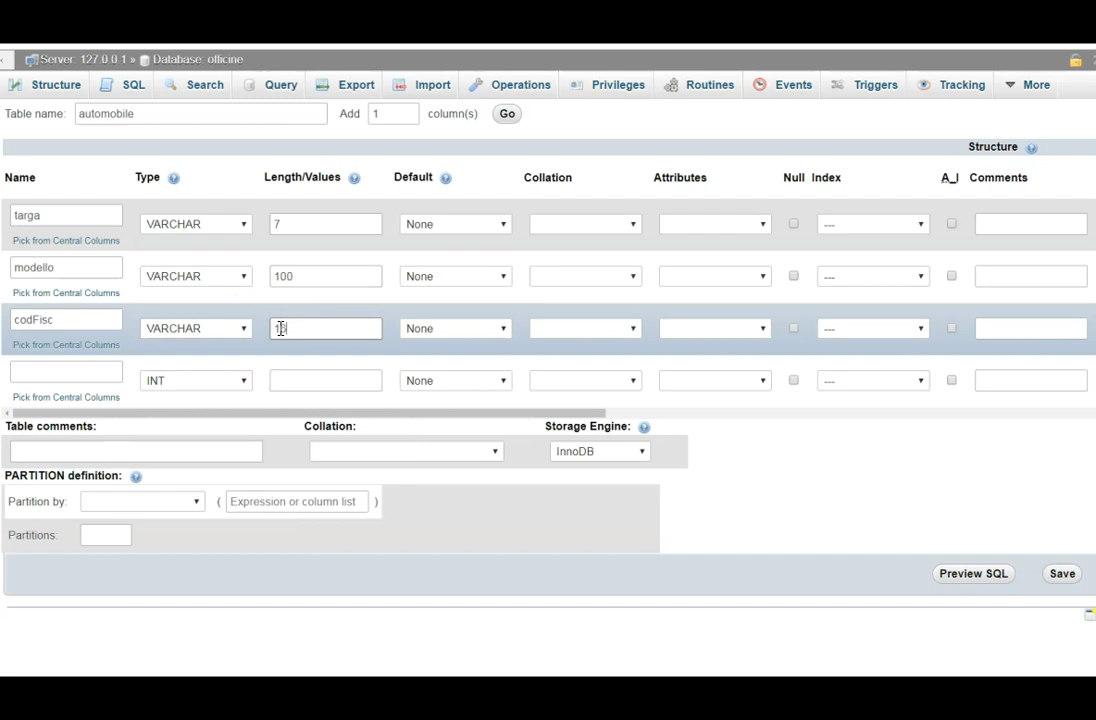 Server: 127.0.0.1 » Database: officine
Structure SQL Search Query Export Import Operations Privileges Routines Events Triggers Tracking More
Table name: automobile Add 1 column(s) Go
Structure
Name Type Length/Values Default Collation Attributes Null Index A_I Comments
targa VARCHAR 7 None ---
Pick from Central Columns
modello VARCHAR 100 None ---
Pick from Central Columns
codFisc VARCHAR None ---
Pick from Central Columns
INT None ---
Pick from Central Columns
Table comments: Collation: Storage Engine:
InnoDB
PARTITION definition:
Partition by: ( Expression or column list )
Partitions:
Preview SQL Save